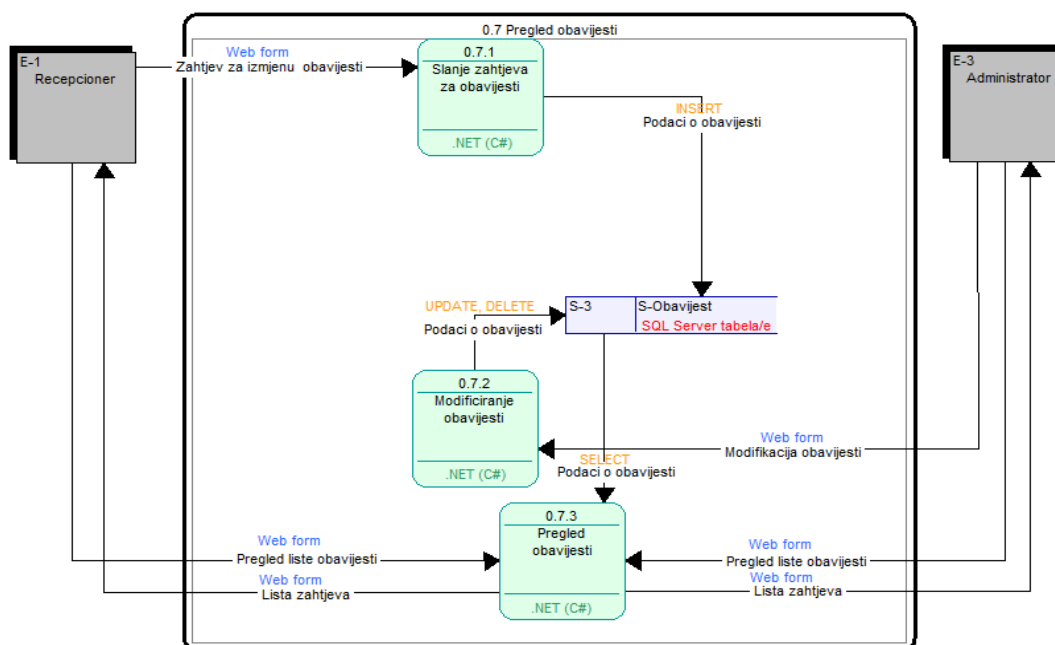 0.7 Pregled obavijesti
E-1
Recepcioner
Web form
Zahtjev za izmjenu obavijesti
0.7.1
Slanje zahtjeva
za obavijesti
.NET (C#)
E-3
Administrator
INSERT
Podaci o obavijesti
UPDATE, DELETE
Podaci o obavijesti
S-3
S-Obavijest
SQL Server tabela/e
0.7.2
Modificiranje
obavijesti
.NET (C#)
Web form
Modifikacija obavijesti
SELECT
Podaci o obavijesti
0.7.3
Pregled
obavijesti
.NET (C#)
Web form
Pregled liste obavijesti
Web form
Lista zahtjeva
Web form
Pregled liste obavijesti
Web form
Lista zahtjeva